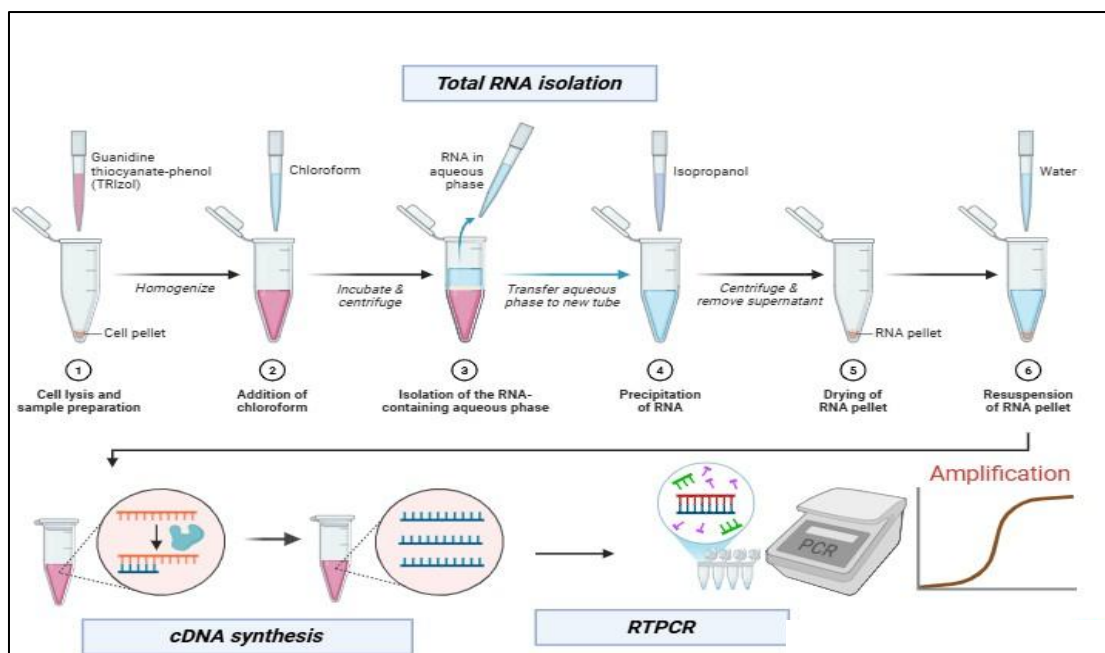 Total RNA isolation
Guanidine
thiocyanate-phenol
(TRIzol)
Chloroform
RNA in
aqueous
phase
Isopropanol
Water
Homogenize
Incubate &
centrifuge
Transfer aqueous
phase to new tube
Centrifuge &
remove supernatant
Cell pellet
RNA pellet
1
Cell lysis and
sample preparation
2
Addition of
chloroform
3
Isolation of the RNA-
containing aqueous phase
4
Precipitation
of RNA
5
Drying of
RNA pellet
6
Resuspension
of RNA pellet
Amplification
PCR
cDNA synthesis
RTPCR